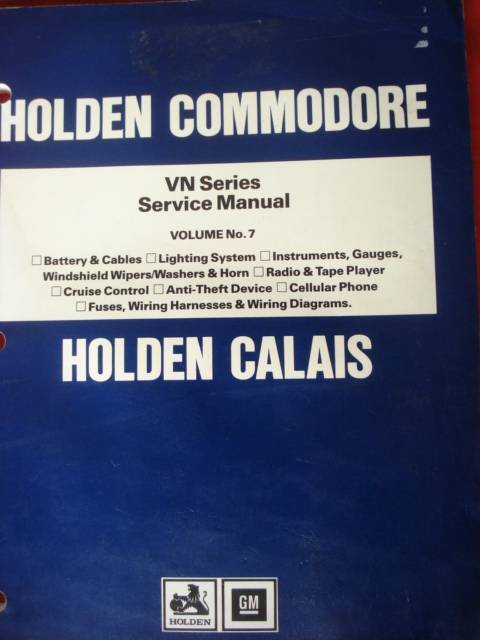 HOLDEN COMMODORE
VN Series
Service Manual
VOLUME No. 7
☐ Battery & Cables ☐ Lighting System ☐ Instruments, Gauges,
Windshield Wipers/Washers & Horn ☐ Radio & Tape Player
☐ Cruise Control ☐ Anti-Theft Device ☐ Cellular Phone
☐ Fuses, Wiring Harnesses & Wiring Diagrams.
HOLDEN CALAIS
HOLDEN
GM